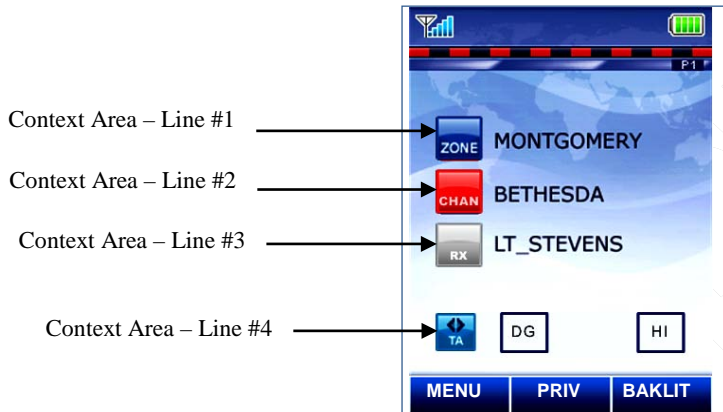 P1
Context Area – Line #1
ZONE MONTGOMERY
Context Area – Line #2
CHAN BETHESDA
Context Area – Line #3
RX LT_STEVENS
Context Area – Line #4
TA DG HI
MENU PRIV BAKLIT